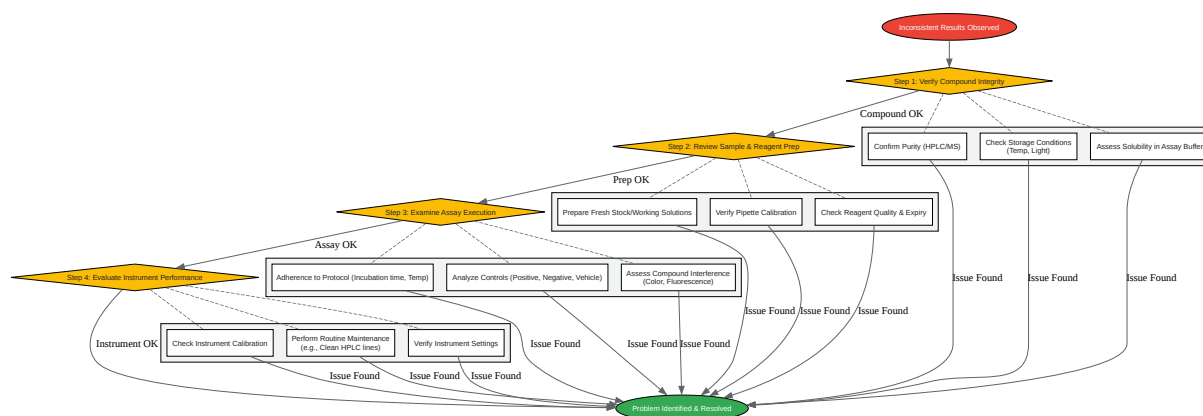 Inconsistent Results Observed
Step 1: Verify Compound Integrity
Compound OK
Confirm Purity (HPLC/MS)
Check Storage Conditions
(Temp, Light)
Assess Solubility in Assay Buffer
Step 2: Review Sample & Reagent Prep
Prep OK
Prepare Fresh Stock/Working Solutions
Verify Pipette Calibration
Check Reagent Quality & Expiry
Step 3: Examine Assay Execution
Assay OK
Adherence to Protocol (Incubation time, Temp)
Analyze Controls (Positive, Negative, Vehicle)
Assess Compound Interference
(Color, Fluorescence)
Step 4: Evaluate Instrument Performance
Issue Found
Issue Found
Issue Found
Issue Found
Issue Found
Issue Found
Instrument OK
Check Instrument Calibration
Perform Routine Maintenance
(e.g., Clean HPLC lines)
Verify Instrument Settings
Issue Found
Issue Found
Issue Found
Issue Found
Issue Found
Issue Found
Problem Identified & Resolved